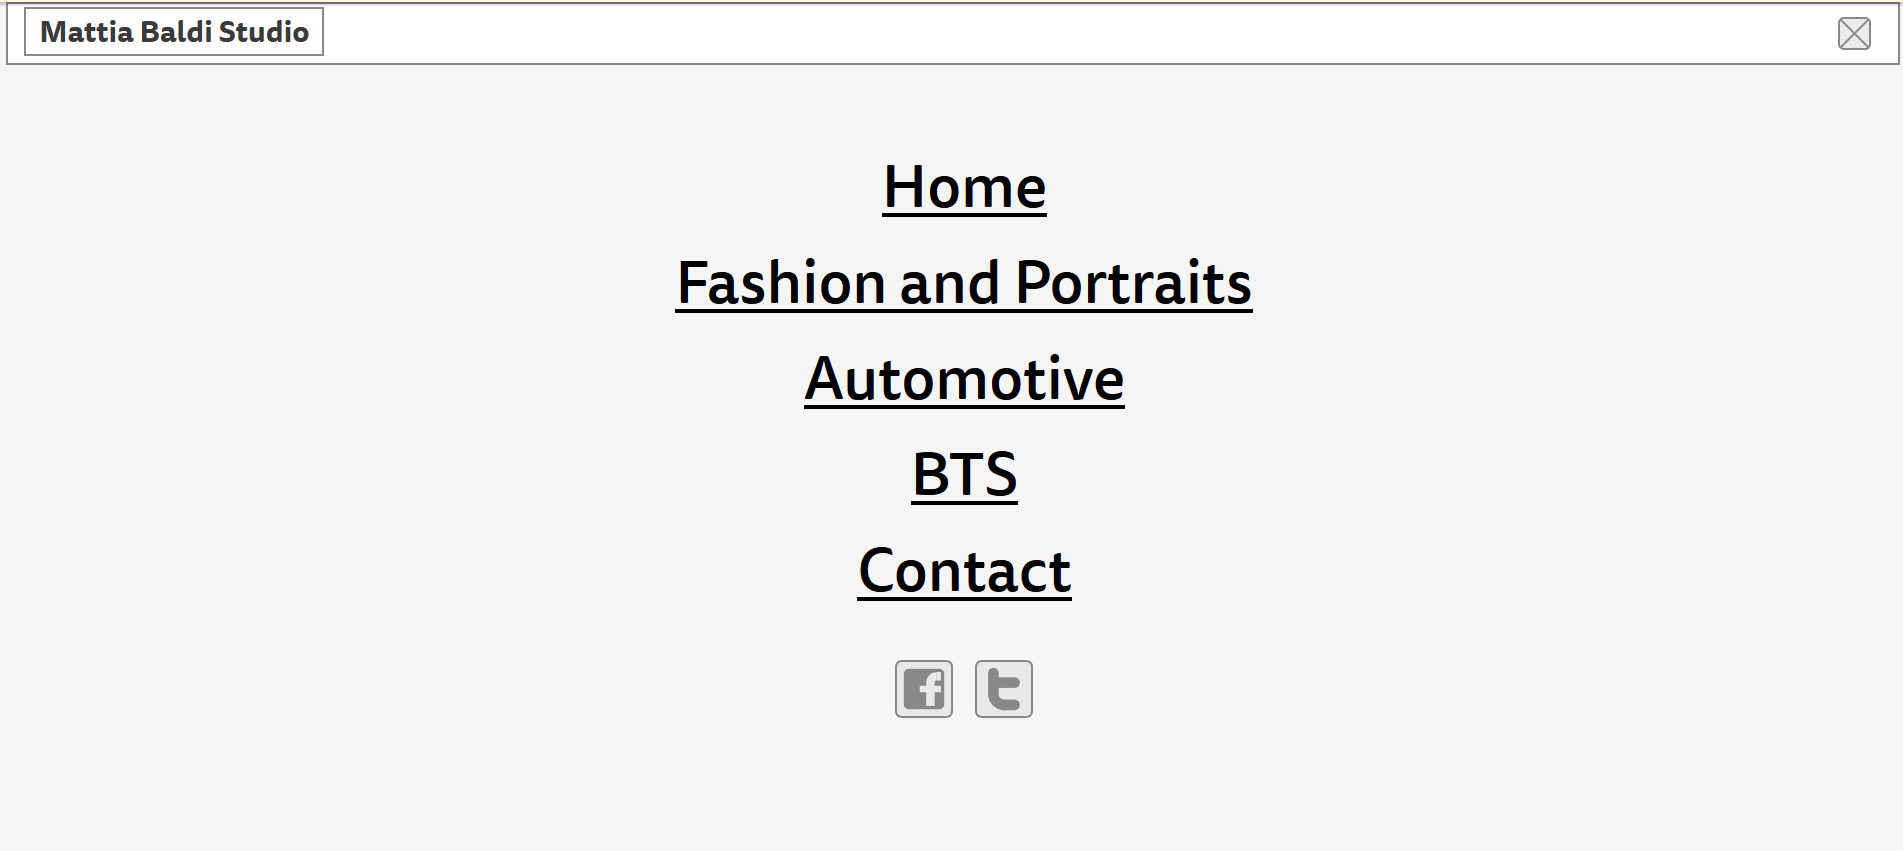 Mattia Baldi Studio
Home
Fashion and Portraits
Automotive
BTS
Contact